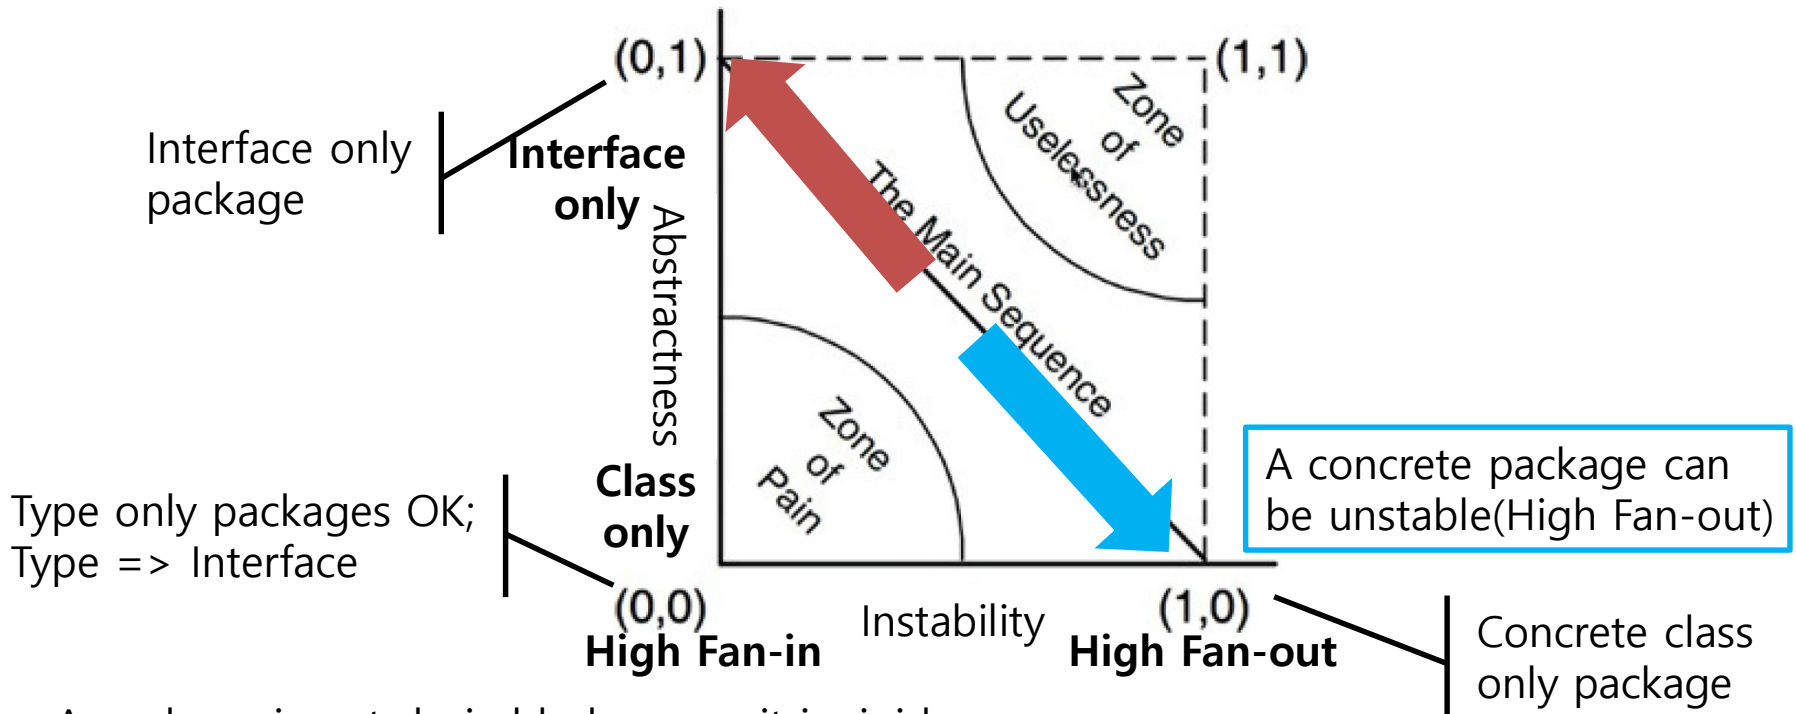 (0,1)
(1,1)
Interface only
package
Interface
only
Zone
of
Uselessness
The Main Sequence
Abstractness
Zone
of
Pain
Class
only
Type only packages OK;
Type => Interface
A concrete package can
be unstable(High Fan-out)
(0,0)
Instability
(1,0)
High Fan-in
High Fan-out
Concrete class
only package